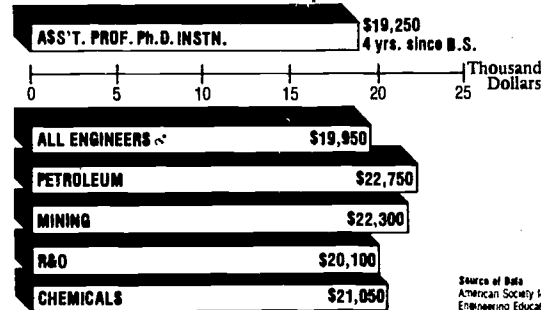 ASS'T. PROF. Ph.D. INSTN.
$19,250
4 yrs. since B.S.
Thousand
Dollars
0 5 10 15 20 25
ALL ENGINEERS $19,950
PETROLEUM $22,750
MINING $22,300
R&D $20,100
CHEMICALS $21,050
Source of Data
American Society f
Engineering Educat